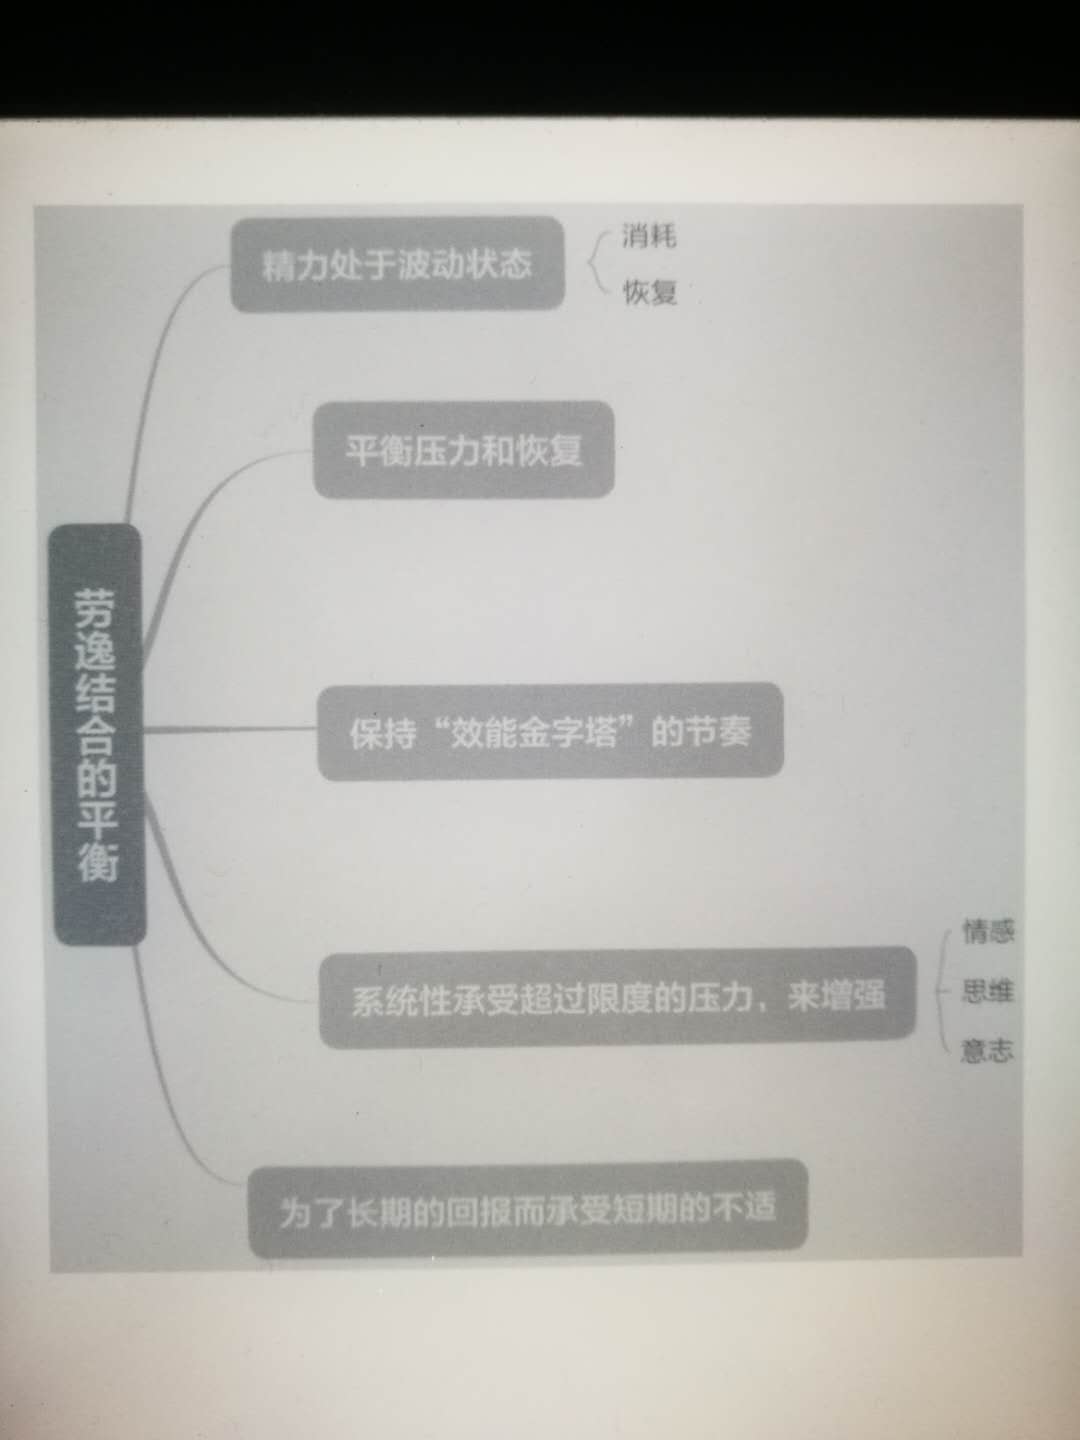 劳逸结合的平衡
精力处于波动状态
消耗
恢复
平衡压力和恢复
保持“效能金字塔”的节奏
系统性承受超过限度的压力，来增强
情感
思维
意志
为了长期的回报而承受短期的不适